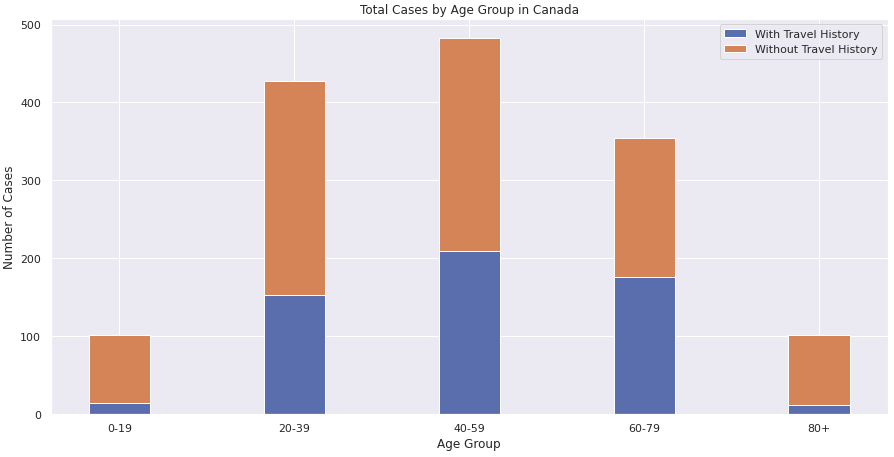 Total Cases by Age Group in Canada
With Travel History
Without Travel History
Number of Cases
500
400
300
200
100
0
0-19
20-39
40-59
60-79
80+
Age Group